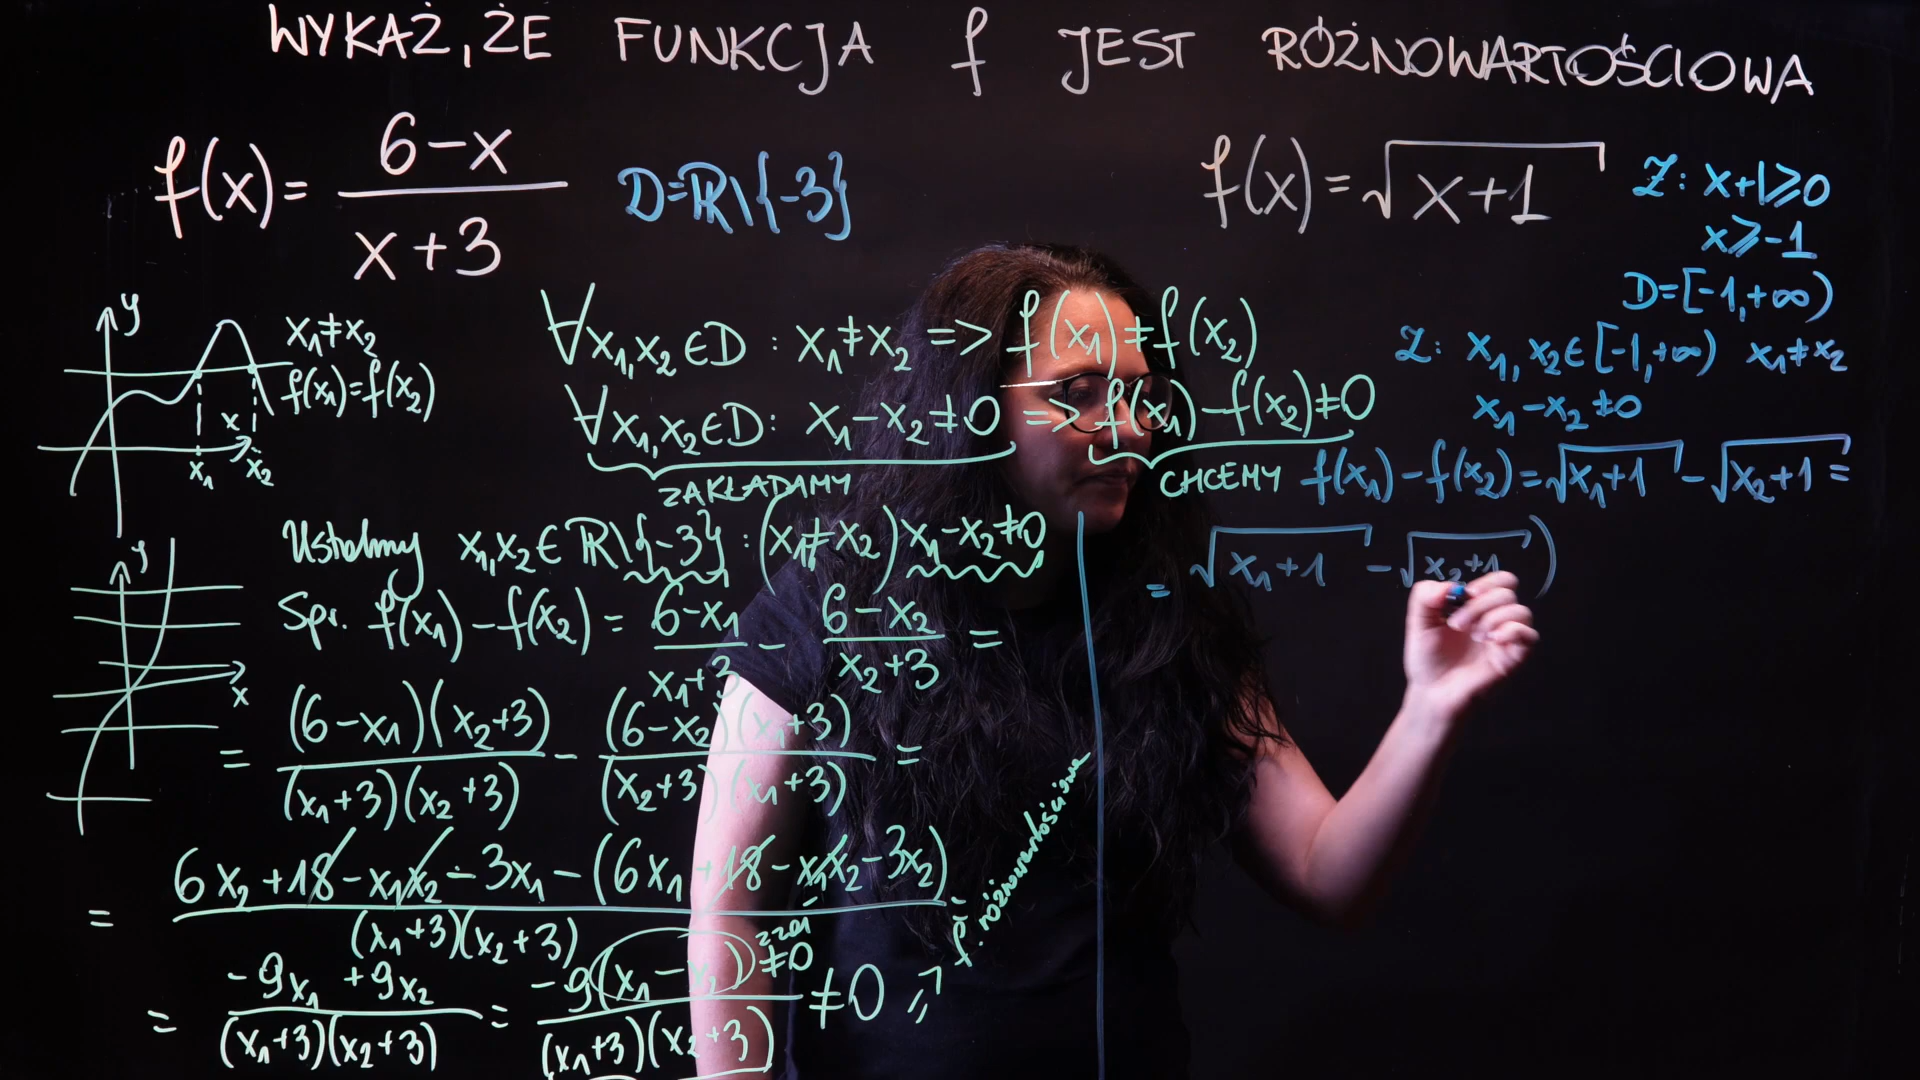 WYKAŻ, ŻE FUNKCJA f JEST RÓŻNOWARTOŚCIOWA
f(x) = (6-x)/(x+3)
D=ℝ\{-3}
y
x₁≠x₂
f(x₁)=f(x₂)
x
x₁ x₂
y
x
∀x₁,x₂∈D : x₁≠x₂ => f(x₁)≠f(x₂)
∀x₁,x₂∈D: x₁-x₂≠0 => f(x₁)-f(x₂)≠0
ZAKŁADAMY
CHCEMY
Ustalmy x₁,x₂∈ℝ\{-3} : (x₁≠x₂) x₁-x₂≠0
Spr. f(x₁)-f(x₂) = (6-x₁)/(x₁+3) - (6-x₂)/(x₂+3) =
= (6-x₁)(x₂+3)/(x₁+3)(x₂+3) - (6-x₂)(x₁+3)/(x₂+3)(x₁+3) =
= 6x₂+18-x₁x₂-3x₁-(6x₁+18-x₁x₂-3x₂)/(x₁+3)(x₂+3) =
= -9x₁+9x₂/(x₁+3)(x₂+3) = -9(x₁-x₂)/(x₁+3)(x₂+3) ≠0 =>
z zał ≠0
f. różnowartościowa
f(x)=√(x+1)
Z: x+1⩾0
x⩾-1
D=[-1,+∞)
Z: x₁,x₂∈[-1,+∞) x₁≠x₂
x₁-x₂≠0
f(x₁)-f(x₂)=√(x₁+1) -√(x₂+1) =
= √(x₁+1) -√(x₂+1) )